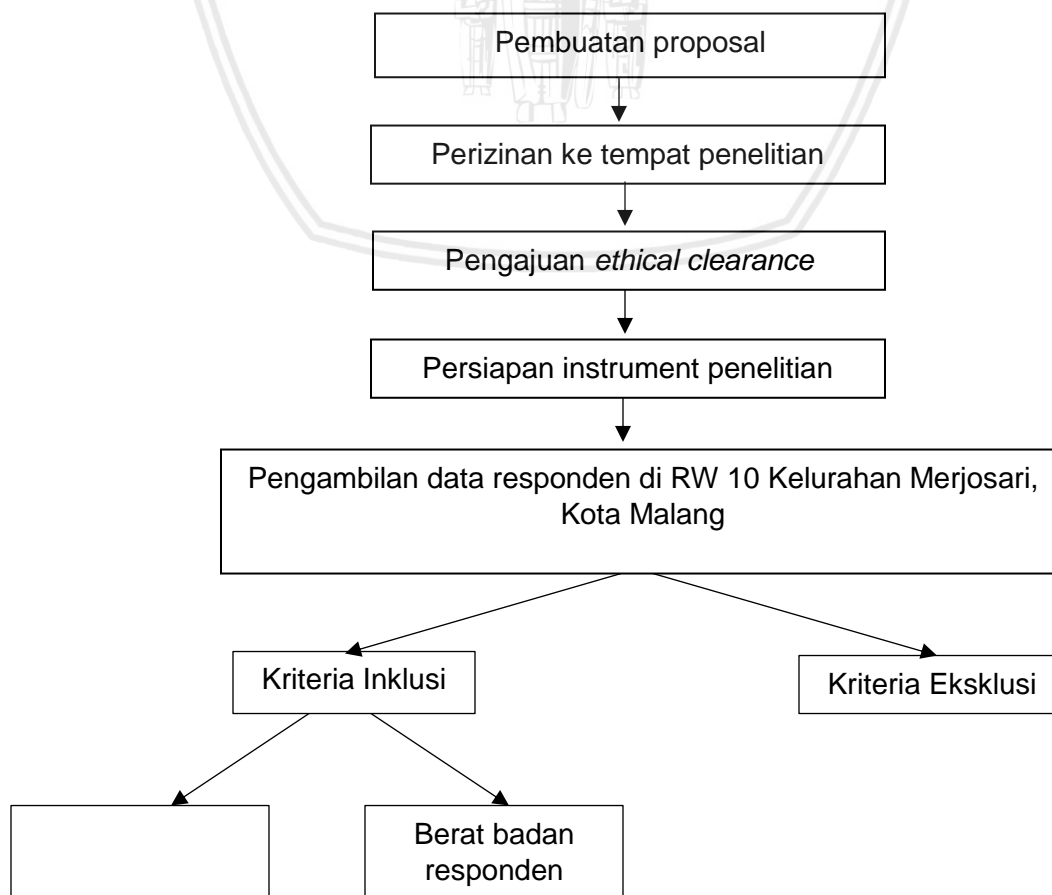 Pembuatan proposal
Perizinan ke tempat penelitian
Pengajuan ethical clearance
Persiapan instrument penelitian
Pengambilan data responden di RW 10 Kelurahan Merjosari,
Kota Malang
Kriteria Inklusi
Kriteria Eksklusi
Berat badan
responden